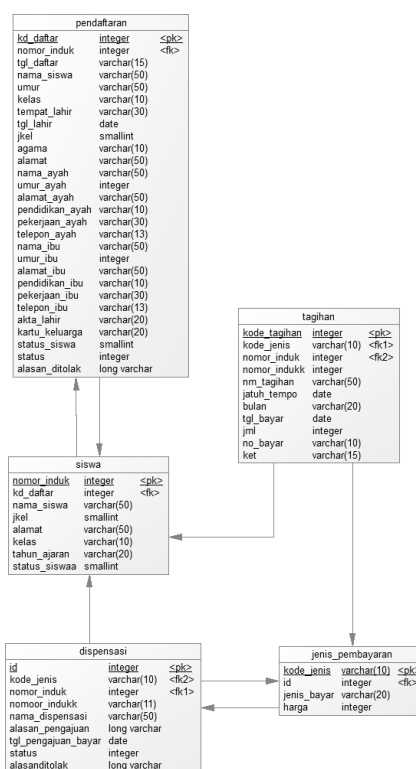 pendaftaran
kd_daftar integer <pk>
nomor_induk integer <fk>
tgl_daftar varchar(15)
nama_siswa varchar(50)
umur varchar(50)
kelas varchar(10)
tempat_lahir varchar(30)
tgl_lahir date
jkel smallint
agama varchar(10)
alamat varchar(50)
nama_ayah varchar(50)
umur_ayah integer
alamat_ayah varchar(50)
pendidikan_ayah varchar(10)
pekerjaan_ayah varchar(30)
telepon_ayah varchar(13)
nama_ibu varchar(50)
umur_ibu integer
alamat_ibu varchar(50)
pendidikan_ibu varchar(10)
pekerjaan_ibu varchar(30)
telepon_ibu varchar(13)
akta_lahir varchar(20)
kartu_keluarga varchar(20)
status_siswa smallint
status integer
alasan_ditolak long varchar
tagihan
kode_tagihan integer <pk>
kode_jenis varchar(10) <fk1>
nomor_induk integer <fk2>
nomor_indukk integer
nm_tagihan varchar(50)
jatuh_tempo date
bulan varchar(20)
tgl_bayar date
jml integer
no_bayar varchar(10)
ket varchar(15)
siswa
nomor_induk integer <pk>
kd_daftar integer <fk>
nama_siswa varchar(50)
jkel smallint
alamat varchar(50)
kelas varchar(10)
tahun_ajaran varchar(20)
status_siswaa smallint
dispensasi
id integer <pk>
kode_jenis varchar(10) <fk2>
nomor_induk integer <fk1>
nomoor_indukk varchar(11)
nama_dispensasi varchar(50)
alasan_pengajuan long varchar
tgl_pengajuan_bayar date
status integer
alasanditolak long varchar
jenis_pembayaran
kode_jenis varchar(10) <pk>
id integer <fk>
jenis_bayar varchar(20)
harga integer